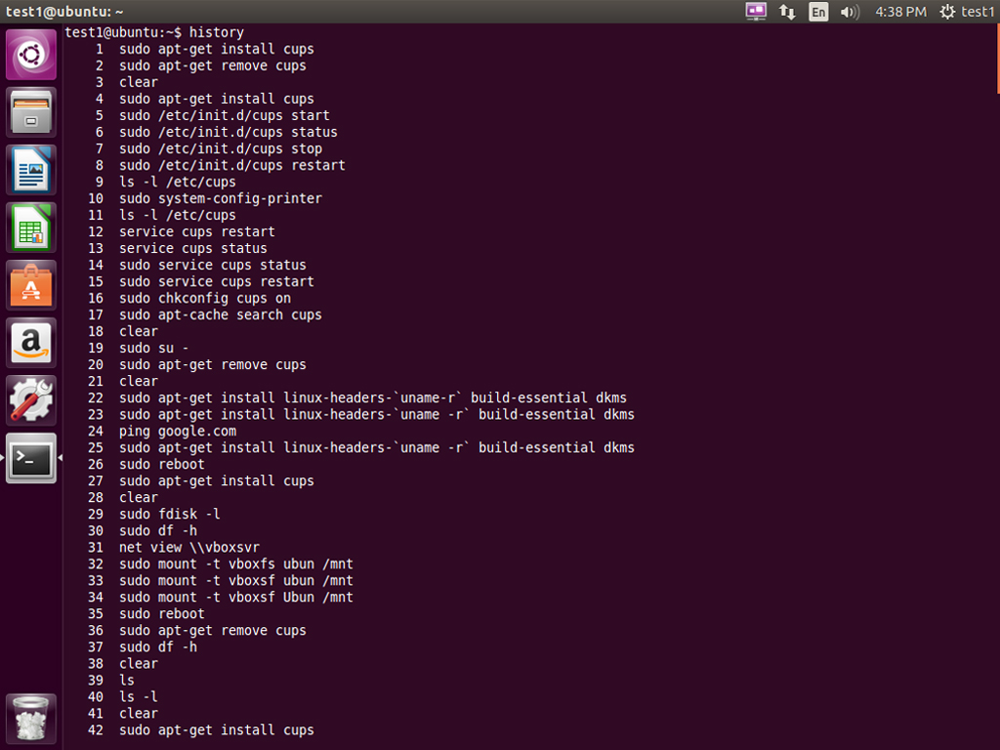 test1@ubuntu: ~
En
4:38 PM
test1
test1@ubuntu:~$ history
1 sudo apt-get install cups
2 sudo apt-get remove cups
3 clear
4 sudo apt-get install cups
5 sudo /etc/init.d/cups start
6 sudo /etc/init.d/cups status
7 sudo /etc/init.d/cups stop
8 sudo /etc/init.d/cups restart
9 ls -l /etc/cups
10 sudo system-config-printer
11 ls -l /etc/cups
12 service cups restart
13 service cups status
14 sudo service cups status
15 sudo service cups restart
16 sudo chkconfig cups on
17 sudo apt-cache search cups
18 clear
19 sudo su -
20 sudo apt-get remove cups
21 clear
22 sudo apt-get install linux-headers-`uname-r` build-essential dkms
23 sudo apt-get install linux-headers-`uname -r` build-essential dkms
24 ping google.com
25 sudo apt-get install linux-headers-`uname -r` build-essential dkms
26 sudo reboot
27 sudo apt-get install cups
28 clear
29 sudo fdisk -l
30 sudo df -h
31 net view \\vboxsvr
32 sudo mount -t vboxfs ubun /mnt
33 sudo mount -t vboxsf ubun /mnt
34 sudo mount -t vboxsf Ubun /mnt
35 sudo reboot
36 sudo apt-get remove cups
37 sudo df -h
38 clear
39 ls
40 ls -l
41 clear
42 sudo apt-get install cups